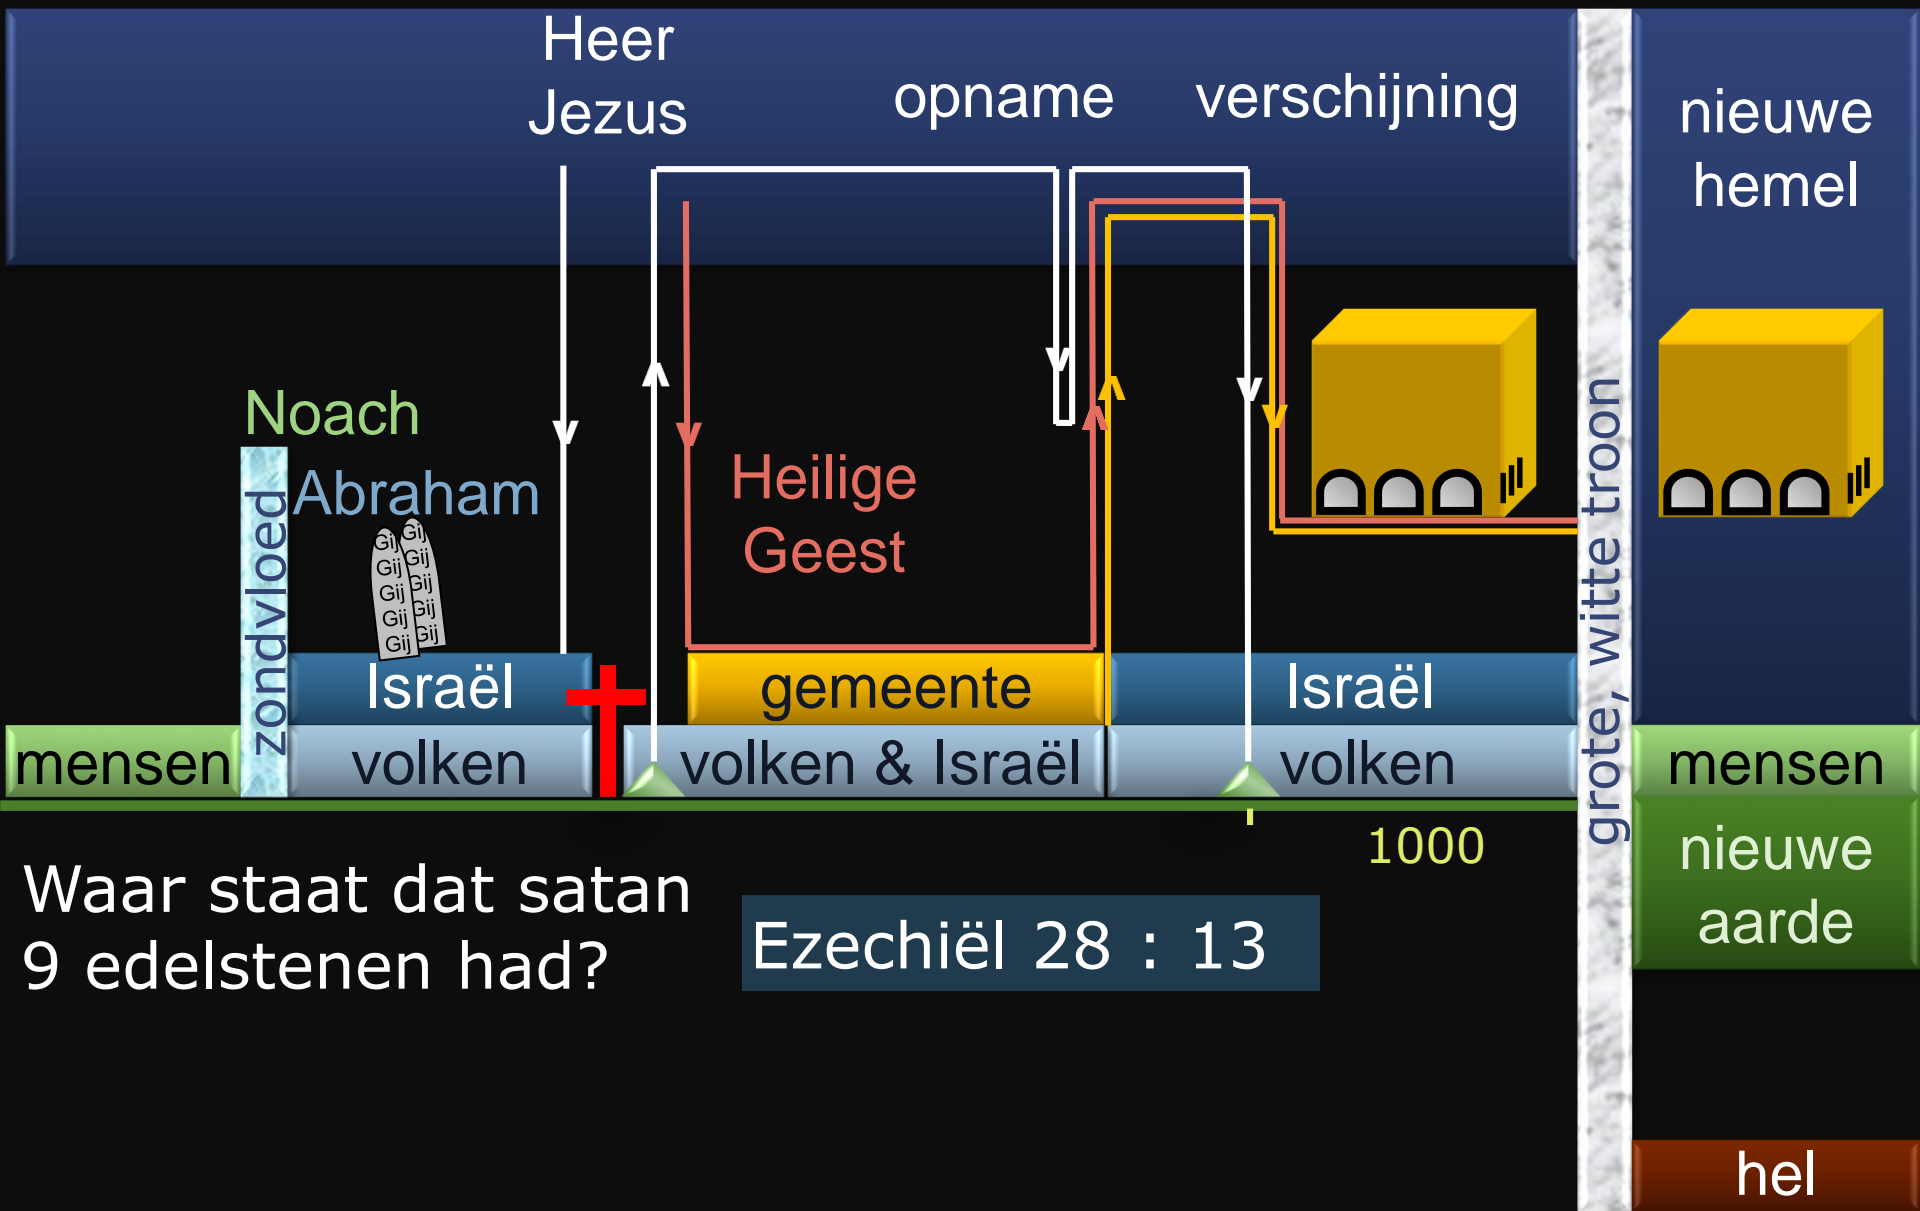 Heer
Jezus
opname
verschijning
nieuwe
hemel
Noach
Abraham
zondvloed
Gij
Gij
Gij
Gij
Gij
Gij
Gij
Gij
Gij
Gij
Heilige
Geest
grote, witte troon
Israël
gemeente
Israël
mensen
volken
volken & Israël
volken
mensen
1000
nieuwe
aarde
Waar staat dat satan
9 edelstenen had?
Ezechiël 28 : 13
hel